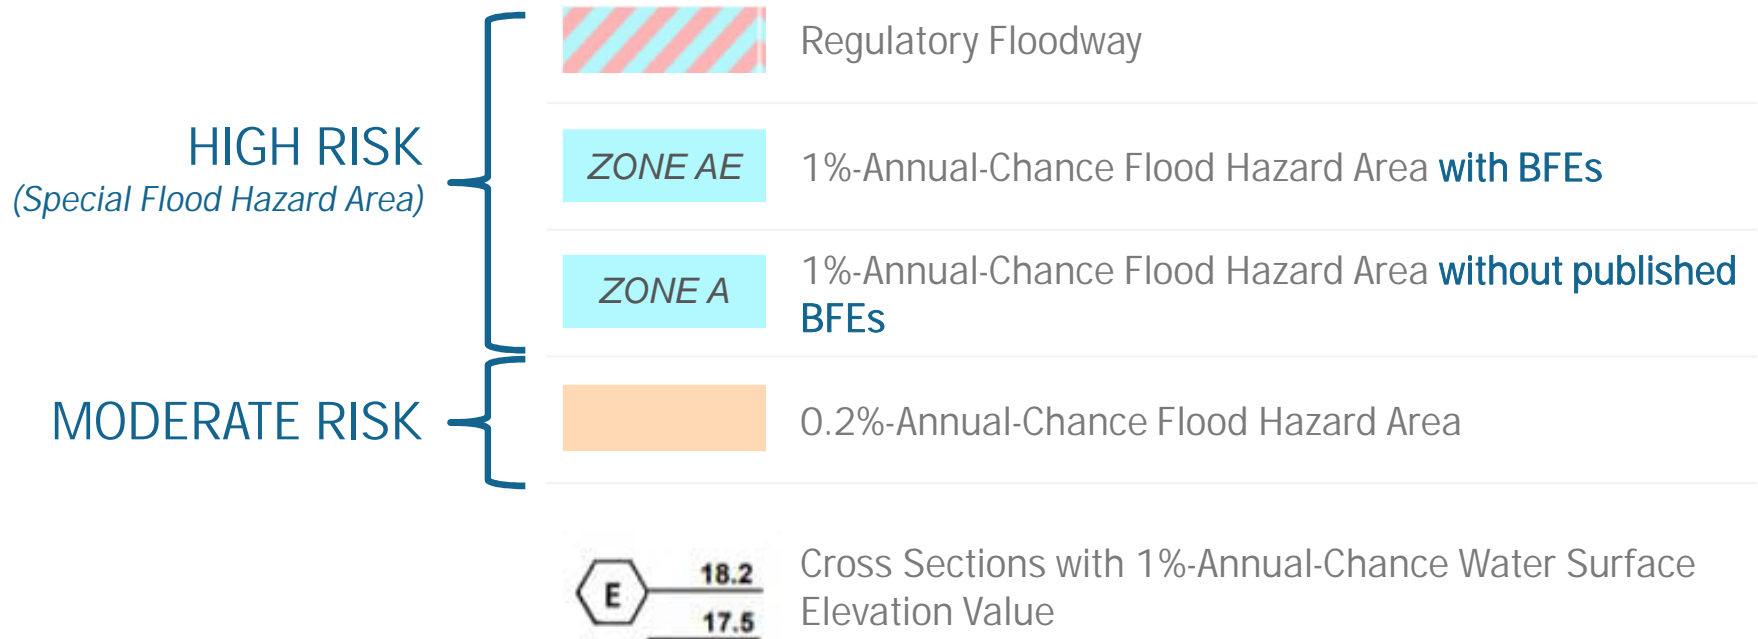 Regulatory Floodway
HIGH RISK
(Special Flood Hazard Area)
ZONE AE
1%-Annual-Chance Flood Hazard Area with BFEs
ZONE A
1%-Annual-Chance Flood Hazard Area without published
BFEs
MODERATE RISK
0.2%-Annual-Chance Flood Hazard Area
E
18.2
17.5
Cross Sections with 1%-Annual-Chance Water Surface
Elevation Value